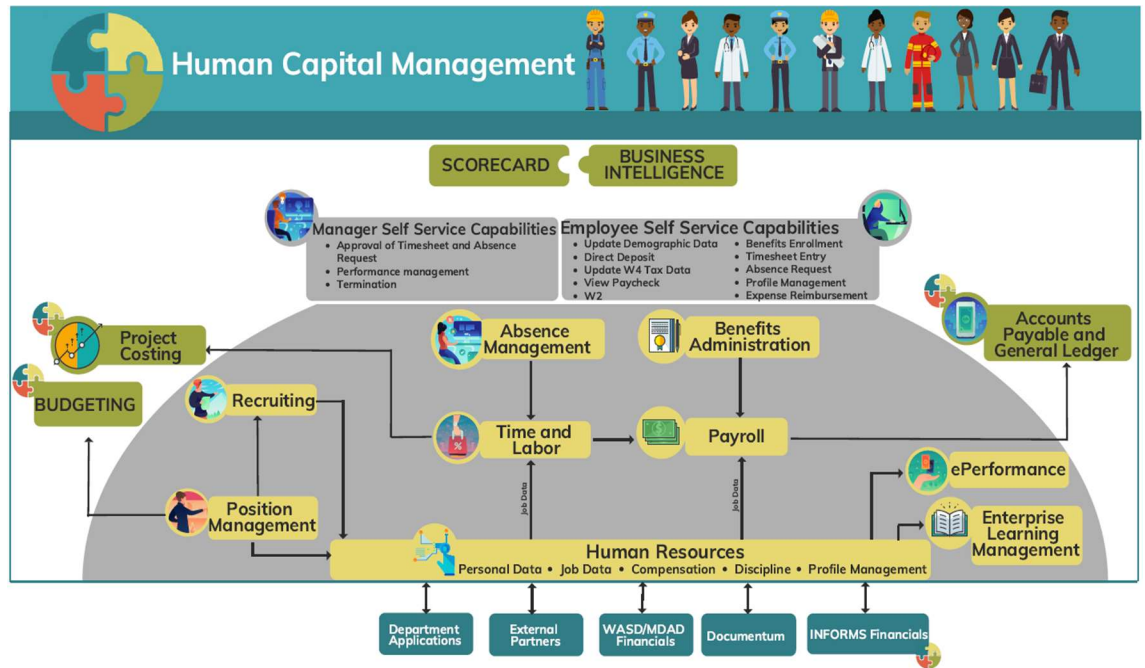 Human Capital Management
SCORECARD
BUSINESS
INTELLIGENCE
Manager Self Service Capabilities
• Approval of Timesheet and Absence
Request
• Performance management
• Termination
Employee Self Service Capabilities
• Update Demographic Data
• Direct Deposit
• Update W4 Tax Data
• View Paycheck
• W2
• Benefits Enrollment
• Timesheet Entry
• Absence Request
• Profile Management
• Expense Reimbursement
Project
Costing
BUDGETING
Absence
Management
Benefits
Administration
Accounts
Payable and
General Ledger
Recruiting
Time and
Labor
%
Payroll
ePerformance
Position
Management
Job Data
Job Data
Enterprise
Learning
Management
Human Resources
Personal Data • Job Data • Compensation • Discipline • Profile Management
Department
Applications
External
Partners
WASD/MDAD
Financials
Documentum
INFORMS Financials